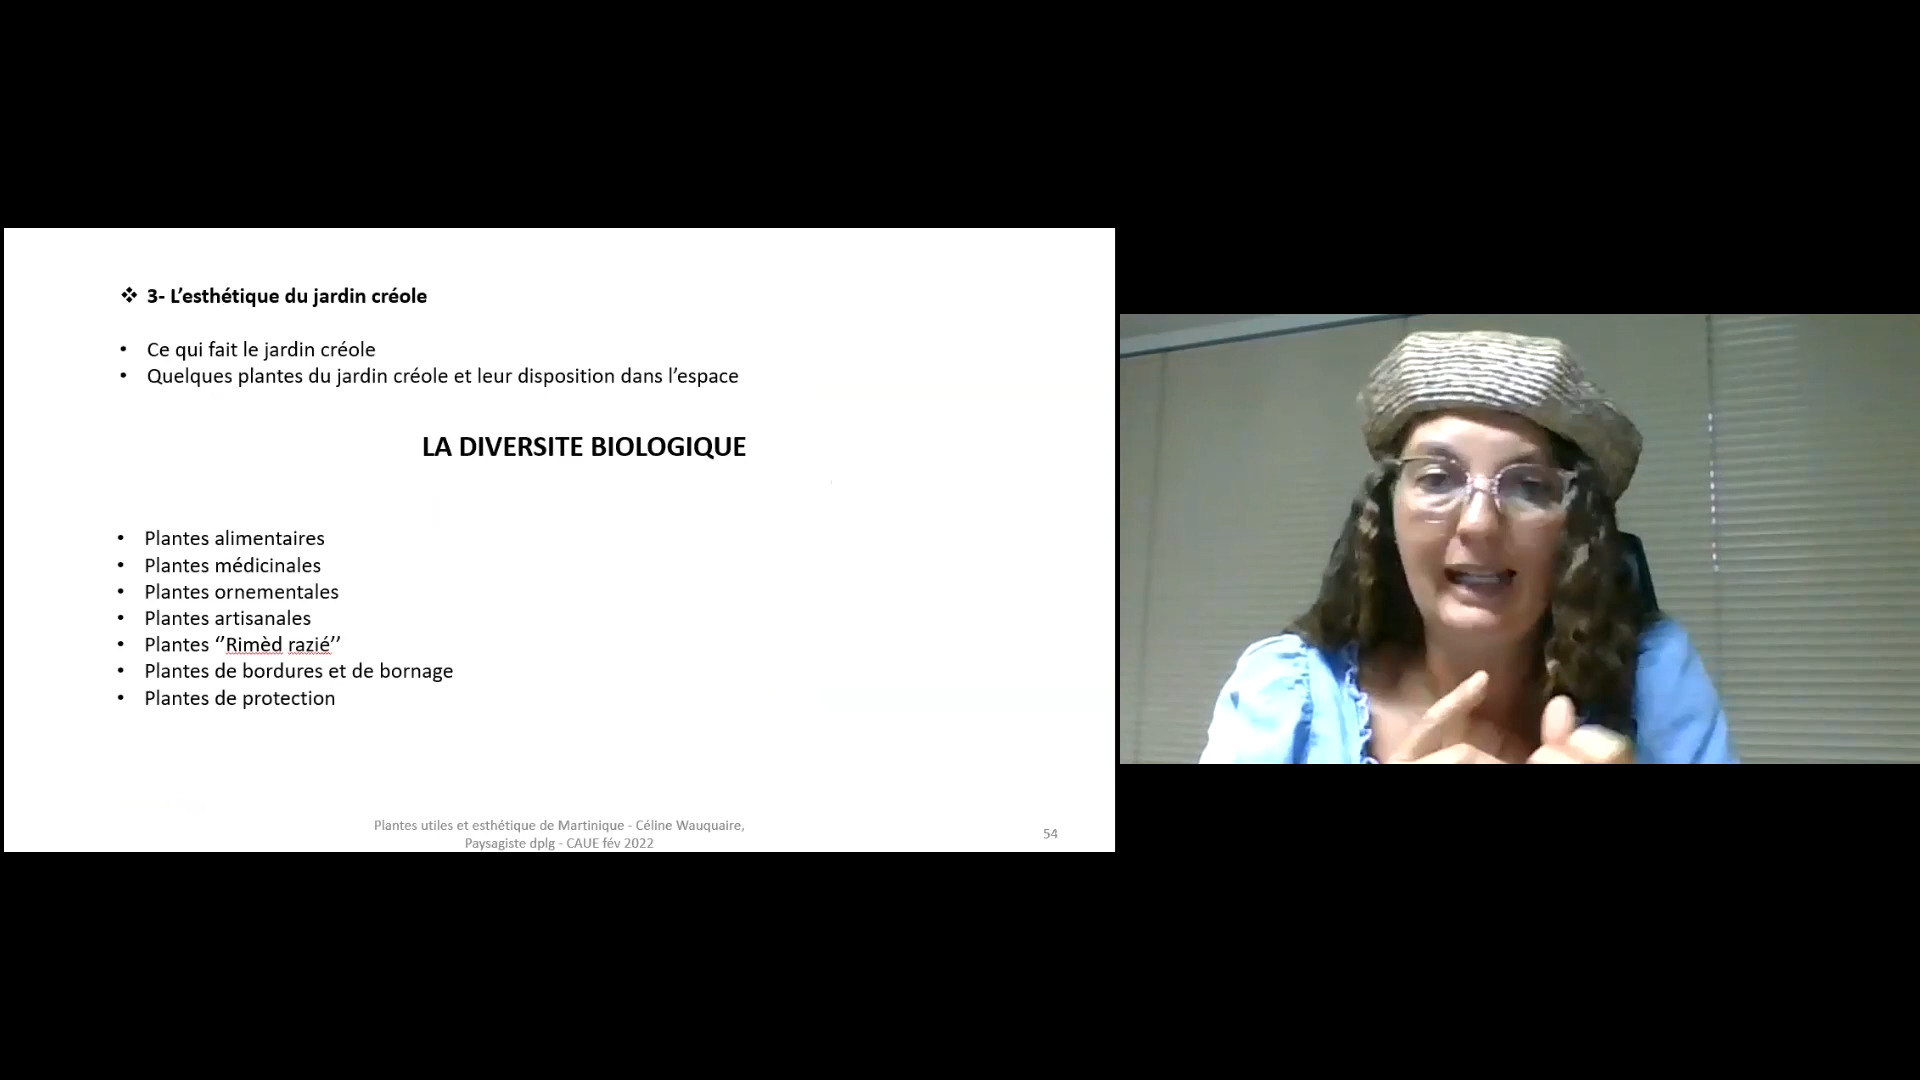 ❖ 3- L’esthétique du jardin créole
• Ce qui fait le jardin créole
• Quelques plantes du jardin créole et leur disposition dans l’espace
LA DIVERSITE BIOLOGIQUE
• Plantes alimentaires
• Plantes médicinales
• Plantes ornementales
• Plantes artisanales
• Plantes ‘’Rimèd razié’’
• Plantes de bordures et de bornage
• Plantes de protection
Plantes utiles et esthétique de Martinique - Céline Wauquaire,
Paysagiste dplg - CAUE fév 2022
54